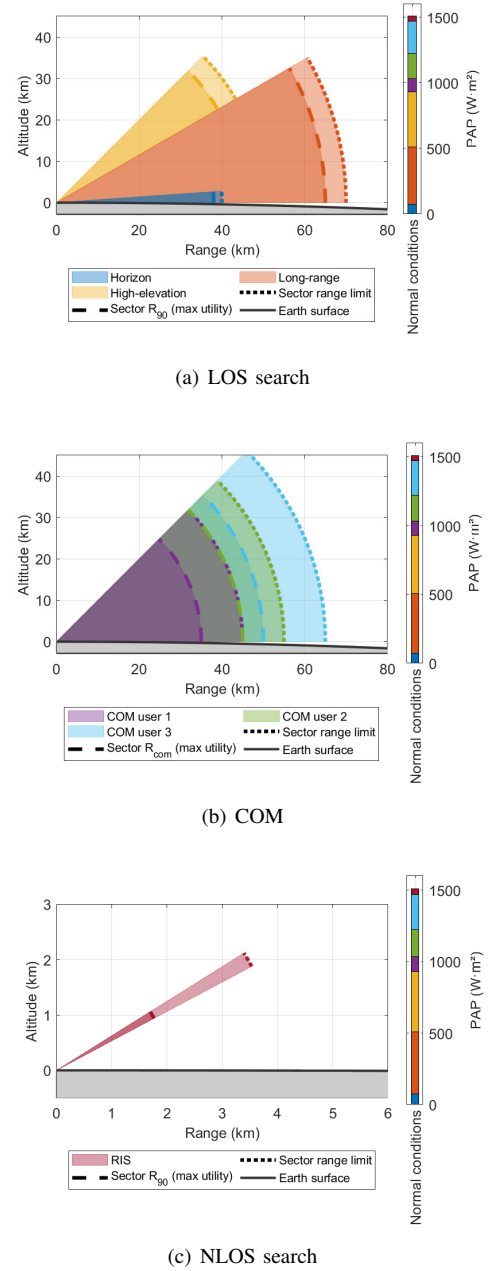 40
30
20
10
0
Altitude (km)
0 20 40 60 80
Range (km)
1500
1000
500
0
PAP (W·m²)
Normal conditions
Horizon
Long-range
High-elevation
Sector range limit
Sector R90 (max utility)
Earth surface
(a) LOS search
40
30
20
10
0
Altitude (km)
0 20 40 60 80
Range (km)
1500
1000
500
0
PAP (W·m²)
Normal conditions
COM user 1
COM user 2
COM user 3
Sector range limit
Sector Rcom (max utility)
Earth surface
(b) COM
3
2
1
0
Altitude (km)
0 1 2 3 4 5 6
Range (km)
1500
1000
500
0
PAP (W·m²)
Normal conditions
RIS
Sector range limit
Sector R90 (max utility)
Earth surface
(c) NLOS search